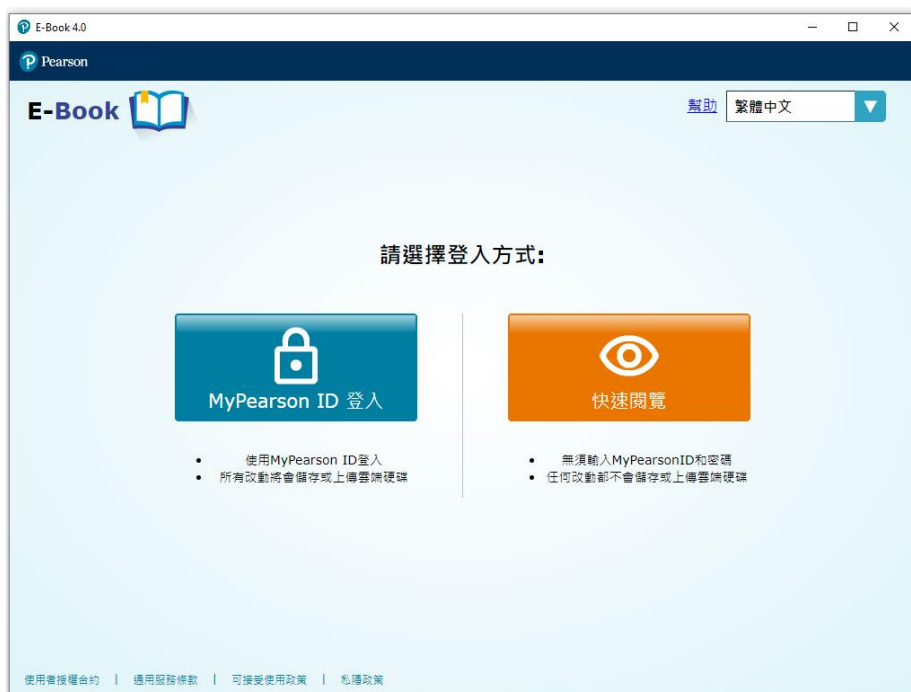 E-Book 4.0
Pearson
E-Book
幫助
繁體中文
請選擇登入方式:
MyPearson ID 登入
• 使用MyPearson ID登入
• 所有改動將會儲存或上傳雲端硬碟
快速閱覽
• 無須輸入MyPearsonID和密碼
• 任何改動都不會儲存或上傳雲端硬碟
使用者授權合約 | 適用服務條款 | 可接受使用政策 | 私隱政策